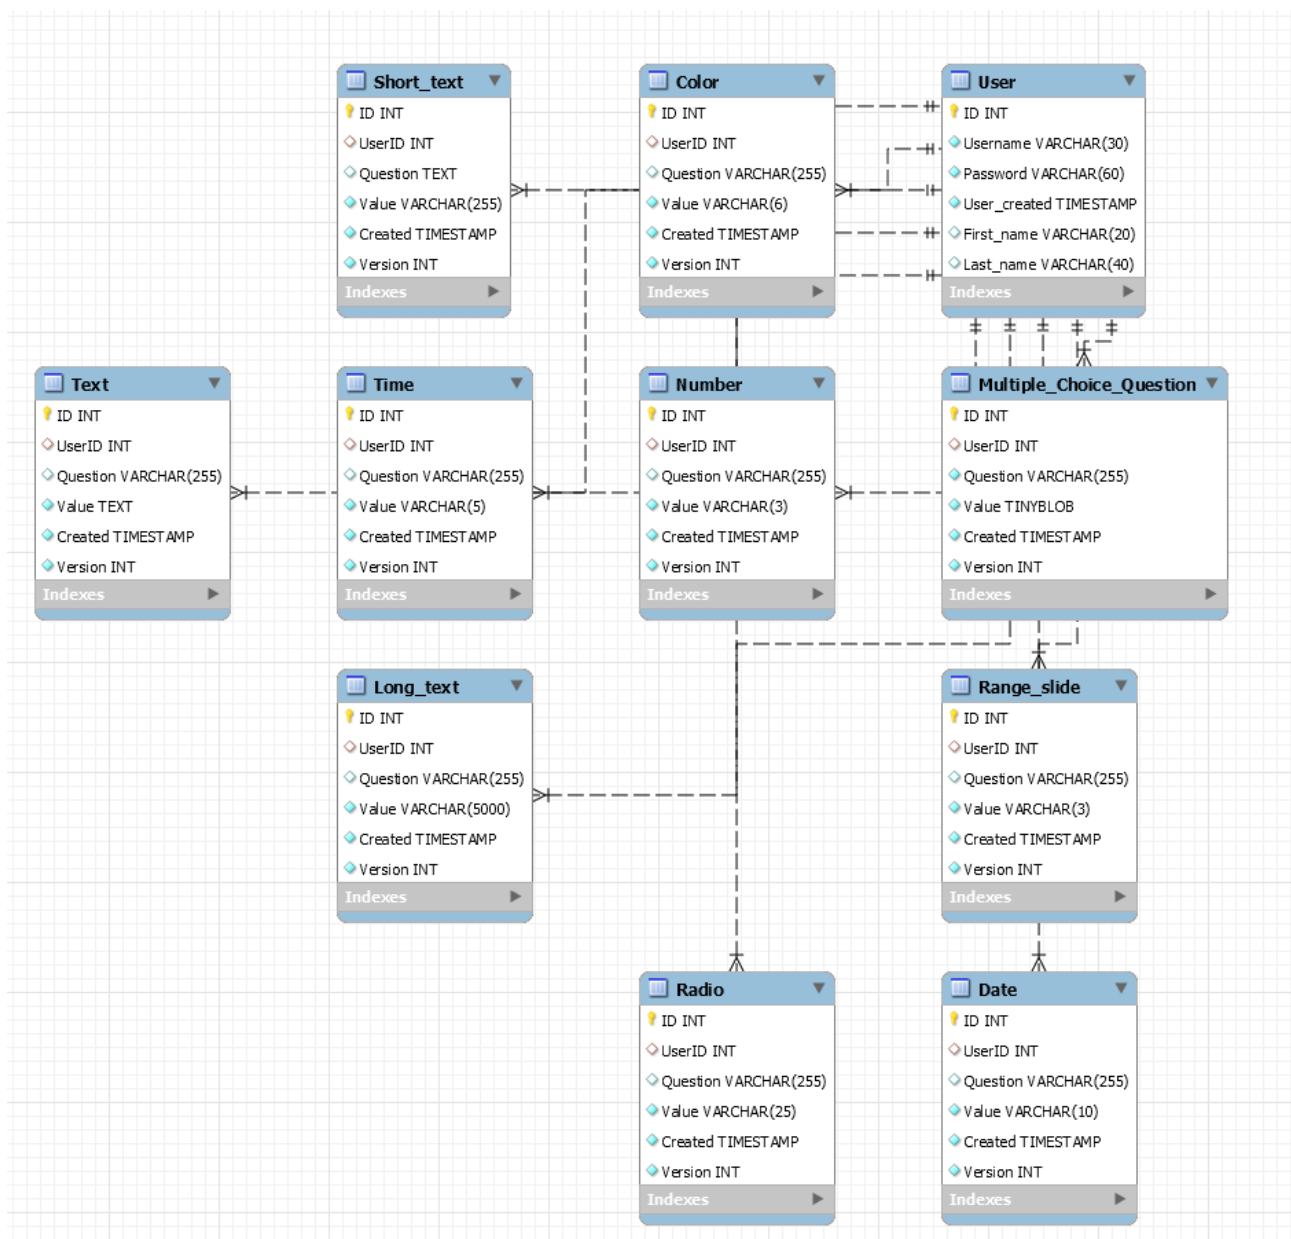 Short_text
ID INT
UserID INT
Question TEXT
Value VARCHAR(255)
Created TIMESTAMP
Version INT
Indexes
Color
ID INT
UserID INT
Question VARCHAR(255)
Value VARCHAR(6)
Created TIMESTAMP
Version INT
Indexes
User
ID INT
Username VARCHAR(30)
Password VARCHAR(60)
User_created TIMESTAMP
First_name VARCHAR(20)
Last_name VARCHAR(40)
Indexes
Text
ID INT
UserID INT
Question VARCHAR(255)
Value TEXT
Created TIMESTAMP
Version INT
Indexes
Time
ID INT
UserID INT
Question VARCHAR(255)
Value VARCHAR(5)
Created TIMESTAMP
Version INT
Indexes
Number
ID INT
UserID INT
Question VARCHAR(255)
Value VARCHAR(3)
Created TIMESTAMP
Version INT
Indexes
Multiple_Choice_Question
ID INT
UserID INT
Question VARCHAR(255)
Value TINYBLOB
Created TIMESTAMP
Version INT
Indexes
Long_text
ID INT
UserID INT
Question VARCHAR(255)
Value VARCHAR(5000)
Created TIMESTAMP
Version INT
Indexes
Range_slide
ID INT
UserID INT
Question VARCHAR(255)
Value VARCHAR(3)
Created TIMESTAMP
Version INT
Indexes
Radio
ID INT
UserID INT
Question VARCHAR(255)
Value VARCHAR(25)
Created TIMESTAMP
Version INT
Indexes
Date
ID INT
UserID INT
Question VARCHAR(255)
Value VARCHAR(10)
Created TIMESTAMP
Version INT
Indexes